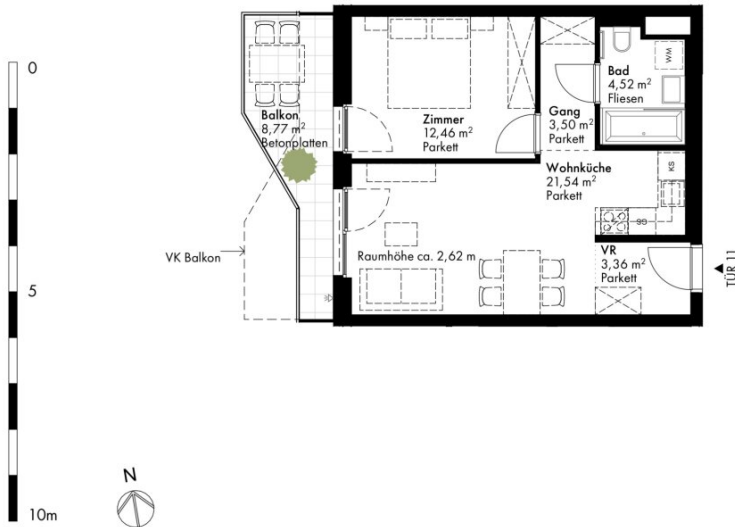 0
5
10m
N
Balkon
8,77 m²
Betonplatten
VK Balkon
Zimmer
12,46 m²
Parkett
Gang
3,50 m²
Parkett
Bad
4,52 m²
Fliesen
WM
Wohnküche
21,54 m²
Parkett
KS
GS
Raumhöhe ca. 2,62 m
VR
3,36 m²
Parkett
TÜR 11